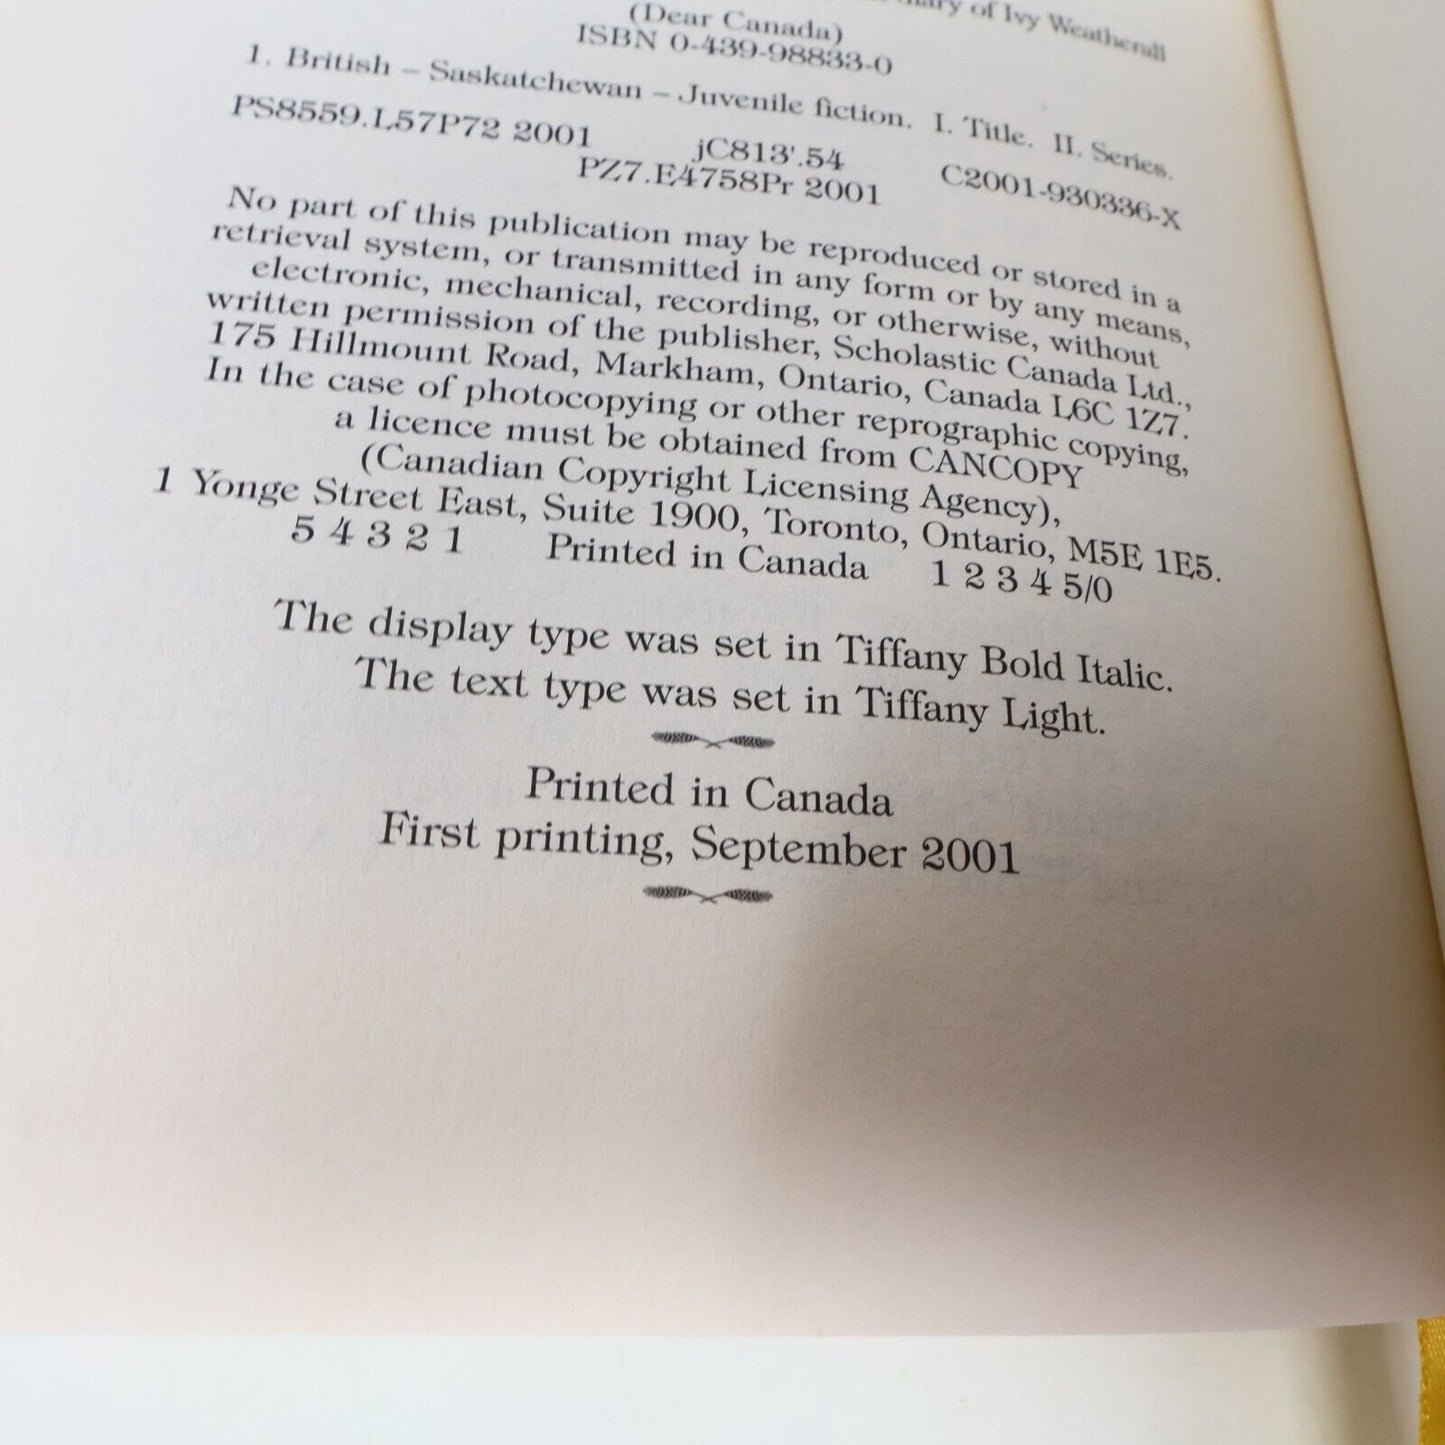 diary of Ivy Weatherall
(Dear Canada)
ISBN 0-439-98833-0
1. British – Saskatchewan – Juvenile fiction. I. Title. II. Series.
PS8559.L57P72 2001 jC813'.54 C2001-930336-X
PZ7.E4758Pr 2001
No part of this publication may be reproduced or stored in a
retrieval system, or transmitted in any form or by any means,
electronic, mechanical, recording, or otherwise, without
written permission of the publisher, Scholastic Canada Ltd.,
175 Hillmount Road, Markham, Ontario, Canada L6C 1Z7.
In the case of photocopying or other reprographic copying,
a licence must be obtained from CANCOPY
(Canadian Copyright Licensing Agency),
1 Yonge Street East, Suite 1900, Toronto, Ontario, M5E 1E5.
5 4 3 2 1 Printed in Canada 1 2 3 4 5/0
The display type was set in Tiffany Bold Italic.
The text type was set in Tiffany Light.
Printed in Canada
First printing, September 2001